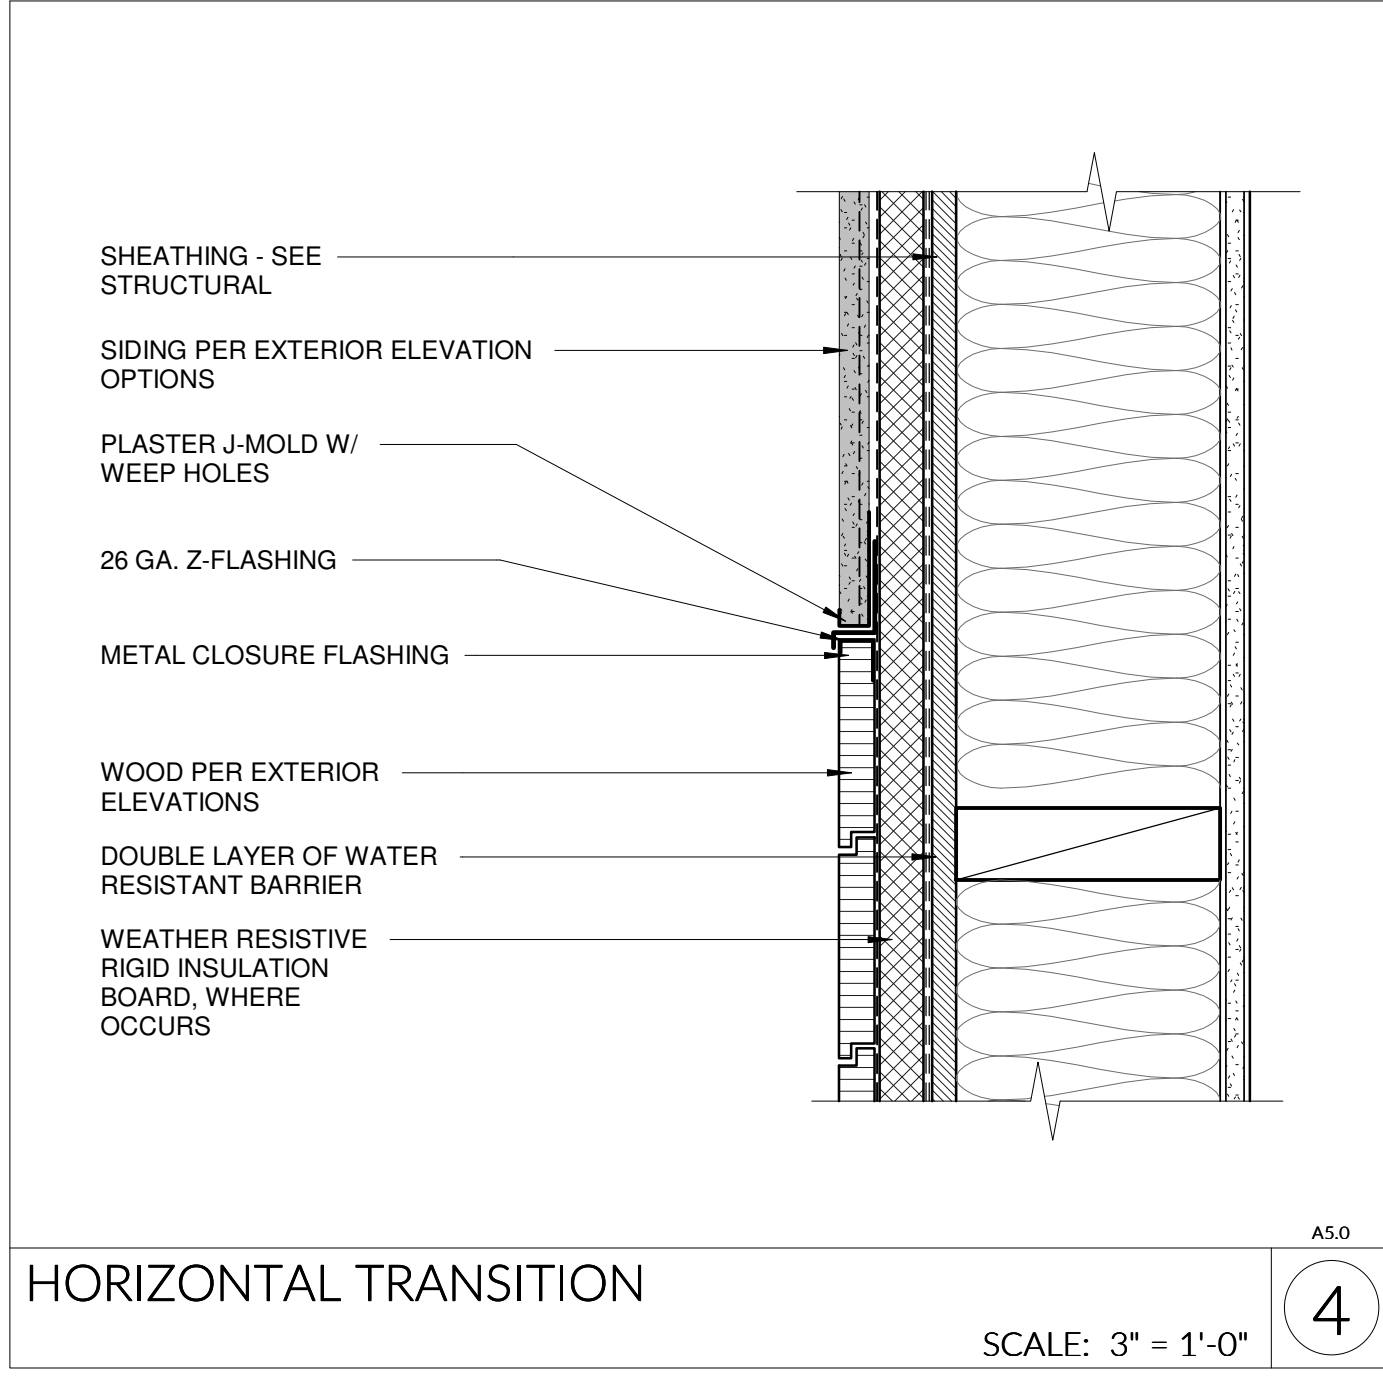 SHEATHING - SEE
STRUCTURAL
SIDING PER EXTERIOR ELEVATION
OPTIONS
PLASTER J-MOLD W/
WEEP HOLES
26 GA. Z-FLASHING
METAL CLOSURE FLASHING
WOOD PER EXTERIOR
ELEVATIONS
DOUBLE LAYER OF WATER
RESISTANT BARRIER
WEATHER RESISTIVE
RIGID INSULATION
BOARD, WHERE
OCCURS
A5.0
HORIZONTAL TRANSITION
4
SCALE: 3" = 1'-0"